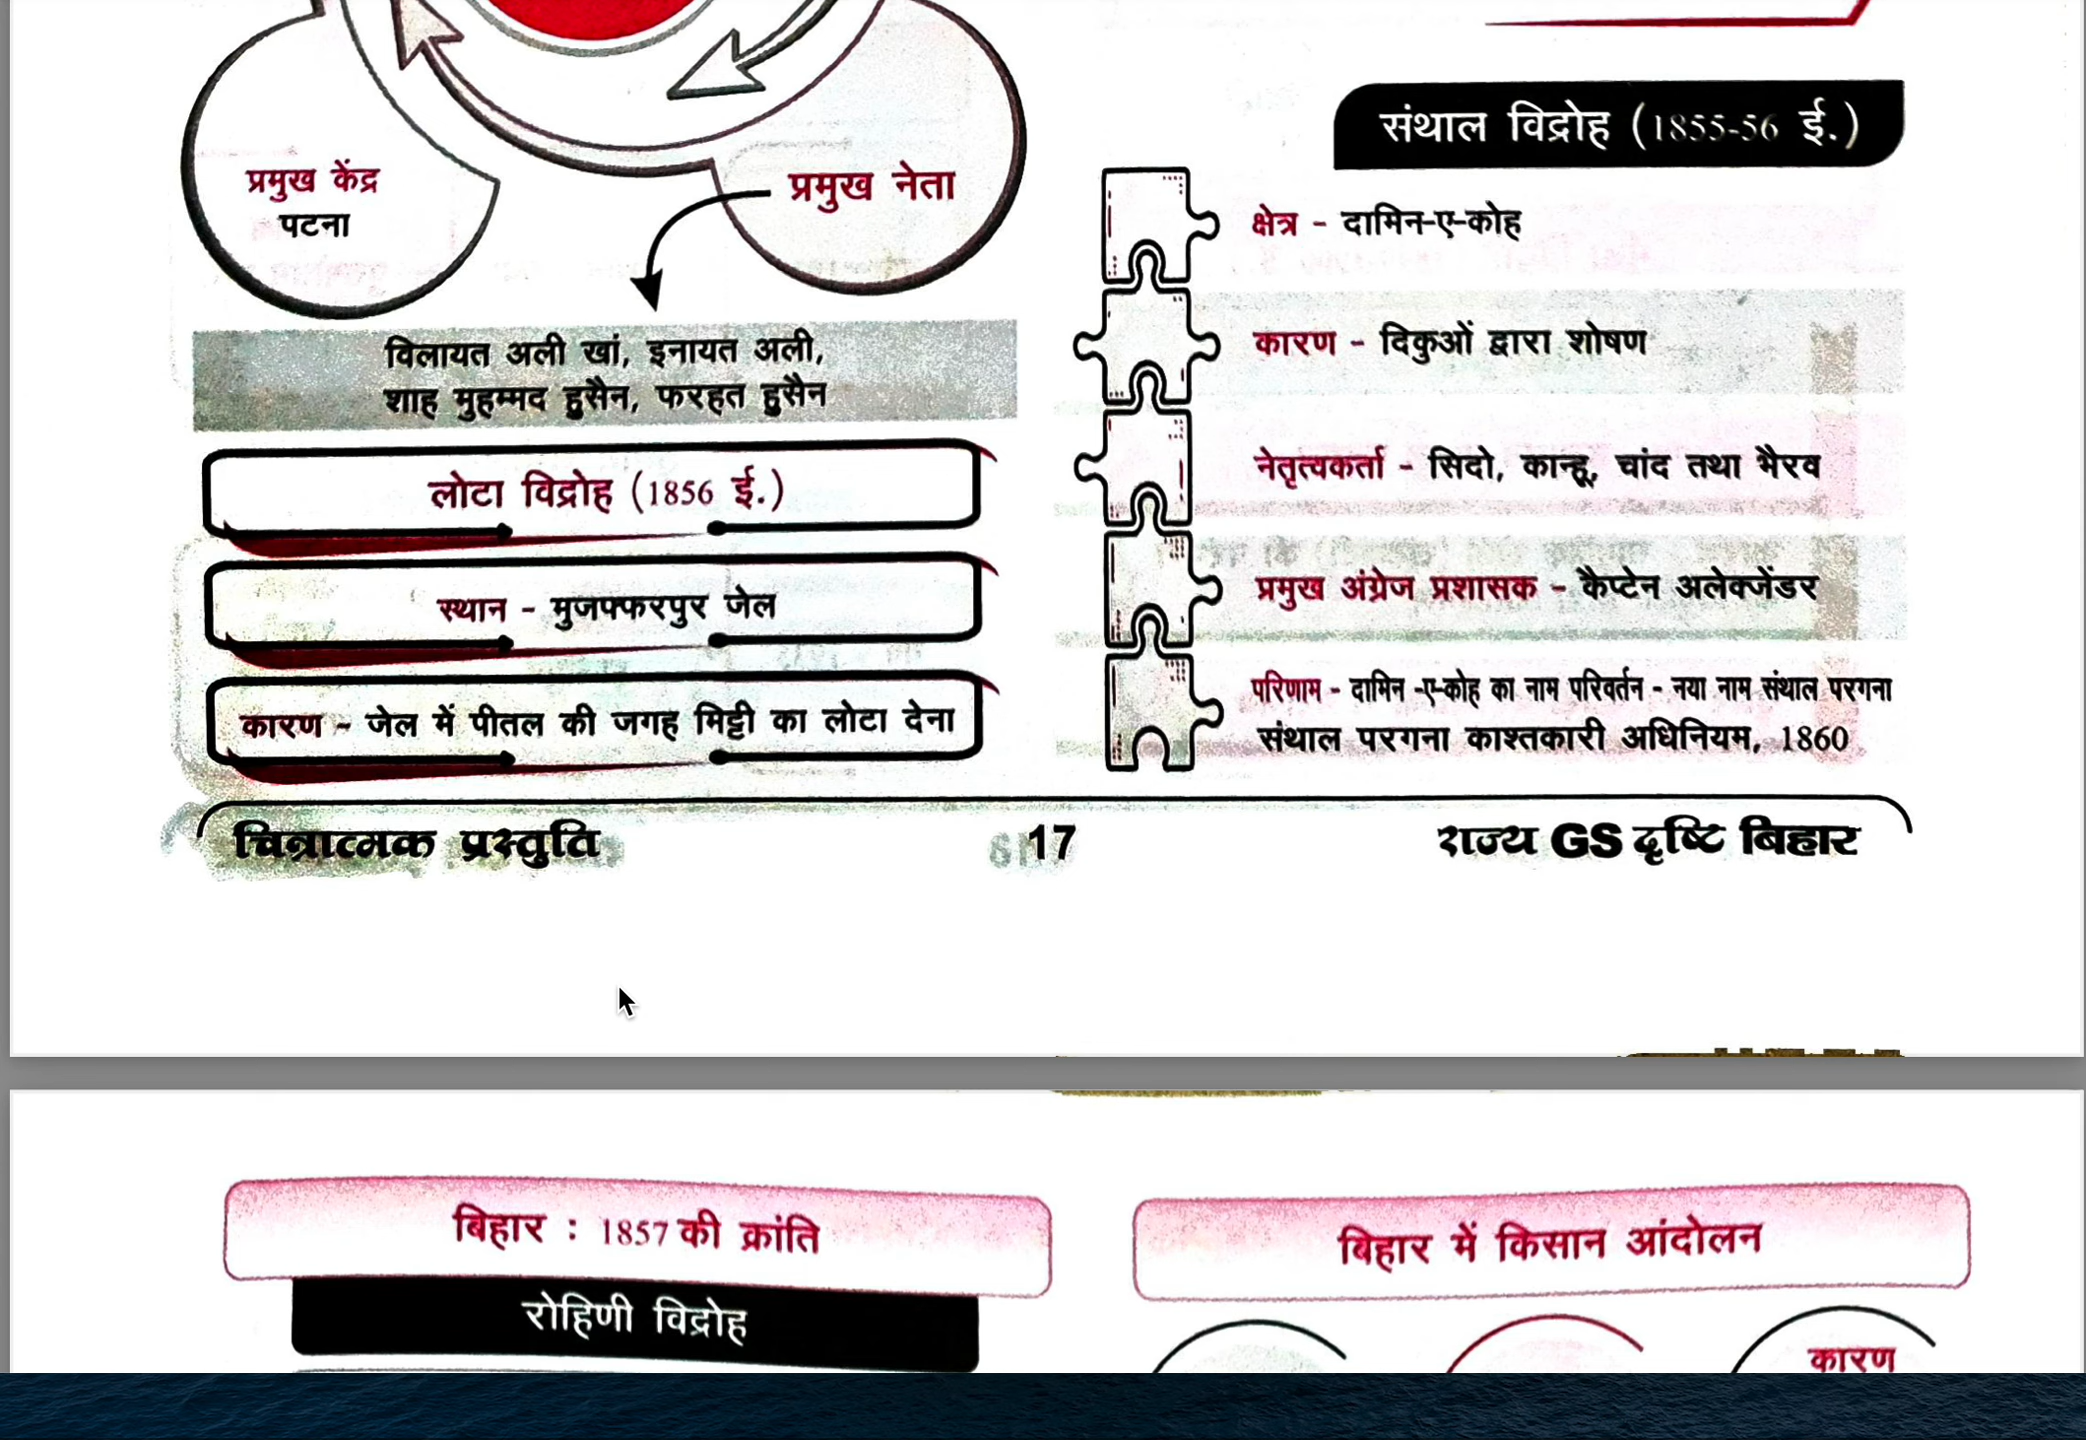 प्रमुख केंद्र
पटना
प्रमुख नेता
विलायत अली खां, इनायत अली,
शाह मुहम्मद हुसैन, फरहत हुसैन
लोटा विद्रोह (1856 ई.)
स्थान - मुजफ्फरपुर जेल
कारण - जेल में पीतल की जगह मिट्टी का लोटा देना
संथाल विद्रोह (1855-56 ई.)
क्षेत्र - दामिन-ए-कोह
कारण - दिकुओं द्वारा शोषण
नेतृत्वकर्ता - सिदो, कान्हू, चांद तथा भैरव
प्रमुख अंग्रेज प्रशासक - कैप्टेन अलेक्जेंडर
परिणाम - दामिन -ए-कोह का नाम परिवर्तन - नया नाम संथाल परगना
संथाल परगना काश्तकारी अधिनियम, 1860
चित्रात्मक प्रस्तुति
17
राज्य GS दृष्टि बिहार
बिहार : 1857 की क्रांति
रोहिणी विद्रोह
बिहार में किसान आंदोलन
कारण